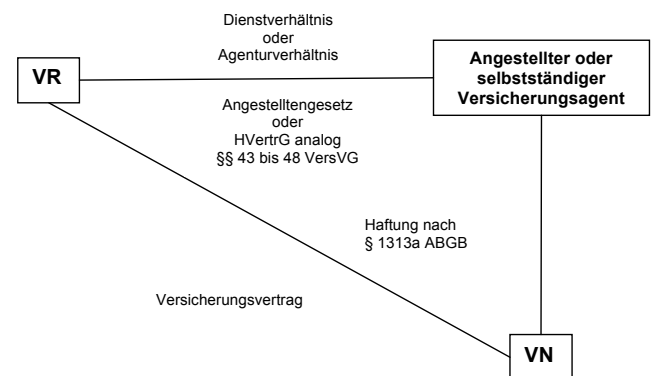 Dienstverhältnis
oder
Agenturverhältnis
VR
Angestellter oder
selbstständiger
Versicherungsagent
Angestelltengesetz
oder
HVertrG analog
§§ 43 bis 48 VersVG
Haftung nach
§ 1313a ABGB
Versicherungsvertrag
VN